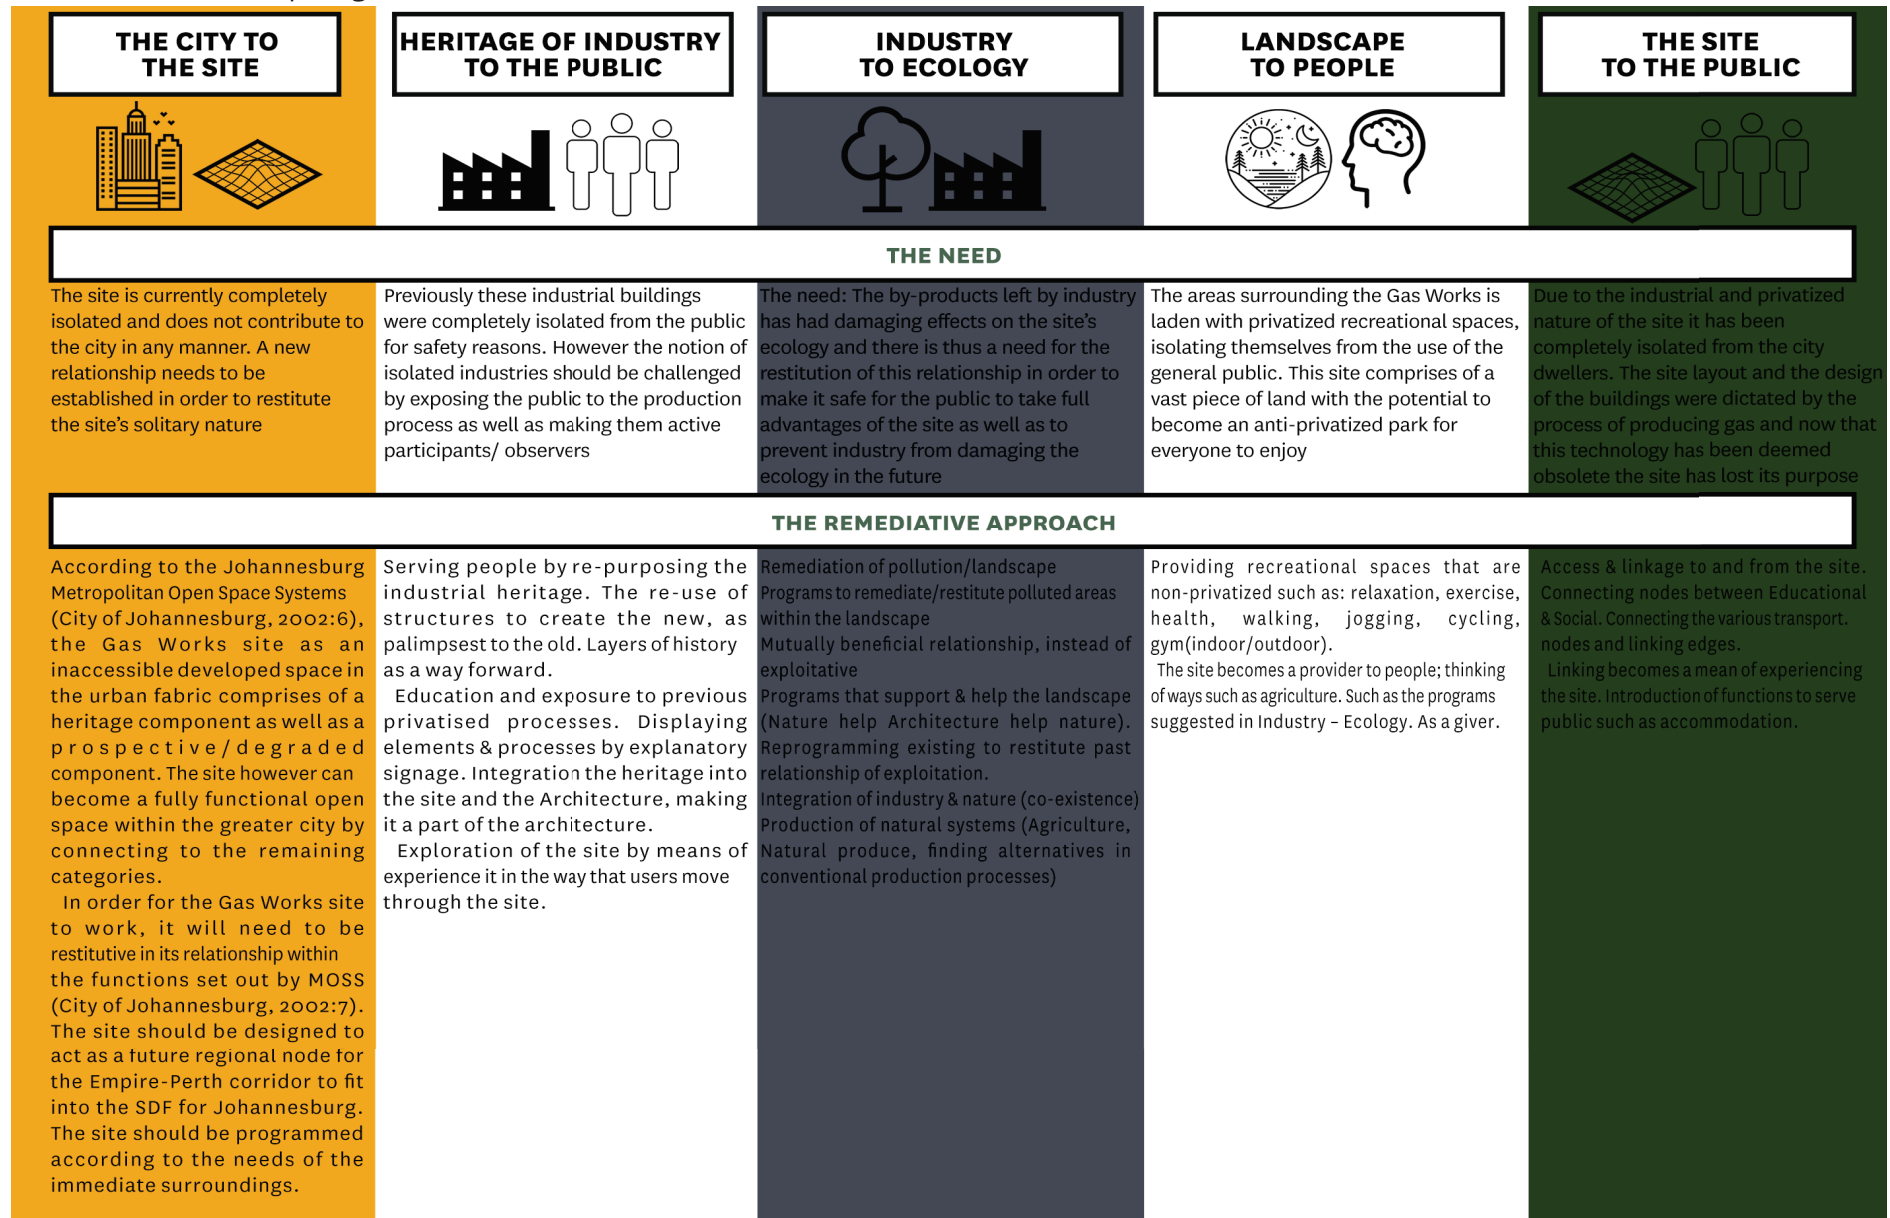 THE CITY TO
THE SITE
HERITAGE OF INDUSTRY
TO THE PUBLIC
INDUSTRY
TO ECOLOGY
LANDSCAPE
TO PEOPLE
THE SITE
TO THE PUBLIC
THE NEED
The site is currently completely
isolated and does not contribute to
the city in any manner. A new
relationship needs to be
established in order to restitute
the site's solitary nature
Previously these industrial buildings
were completely isolated from the public
for safety reasons. However the notion of
isolated industries should be challenged
by exposing the public to the production
process as well as making them active
participants/ observers
The need: The by-products left by industry
has had damaging effects on the site's
ecology and there is thus a need for the
restitution of this relationship in order to
make it safe for the public to take full
advantages of the site as well as to
prevent industry from damaging the
ecology in the future
The areas surrounding the Gas Works is
laden with privatized recreational spaces,
isolating themselves from the use of the
general public. This site comprises of a
vast piece of land with the potential to
become an anti-privatized park for
everyone to enjoy
Due to the industrial and privatized
nature of the site it has been
completely isolated from the city
dwellers. The site layout and the design
of the buildings were dictated by the
process of producing gas and now that
this technology has been deemed
obsolete the site has lost its purpose
THE REMEDIATIVE APPROACH
According to the Johannesburg
Metropolitan Open Space Systems
(City of Johannesburg, 2002:6),
the Gas Works site as an
inaccessible developed space in
the urban fabric comprises of a
heritage component as well as a
prospective/degraded
component. The site however can
become a fully functional open
space within the greater city by
connecting to the remaining
categories.
In order for the Gas Works site
to work, it will need to be
restitutive in its relationship within
the functions set out by MOSS
(City of Johannesburg, 2002:7).
The site should be designed to
act as a future regional node for
the Empire-Perth corridor to fit
into the SDF for Johannesburg.
The site should be programmed
according to the needs of the
immediate surroundings.
Serving people by re-purposing the
industrial heritage. The re-use of
structures to create the new, as
palimpsest to the old. Layers of history
as a way forward.
Education and exposure to previous
privatised processes. Displaying
elements & processes by explanatory
signage. Integration the heritage into
the site and the Architecture, making
it a part of the architecture.
Exploration of the site by means of
experience it in the way that users move
through the site.
Remediation of pollution/landscape
Programs to remediate/restitute polluted areas
within the landscape
Mutually beneficial relationship, instead of
exploitative
Programs that support & help the landscape
(Nature help Architecture help nature).
Reprogramming existing to restitute past
relationship of exploitation.
Integration of industry & nature (co-existence)
Production of natural systems (Agriculture,
Natural produce, finding alternatives in
conventional production processes)
Providing recreational spaces that are
non-privatized such as: relaxation, exercise,
health, walking, jogging, cycling,
gym(indoor/outdoor).
The site becomes a provider to people; thinking
of ways such as agriculture. Such as the programs
suggested in Industry – Ecology. As a giver.
Access & linkage to and from the site.
Connecting nodes between Educational
& Social. Connecting the various transport.
nodes and linking edges.
Linking becomes a mean of experiencing
the site. Introduction of functions to serve
public such as accommodation.